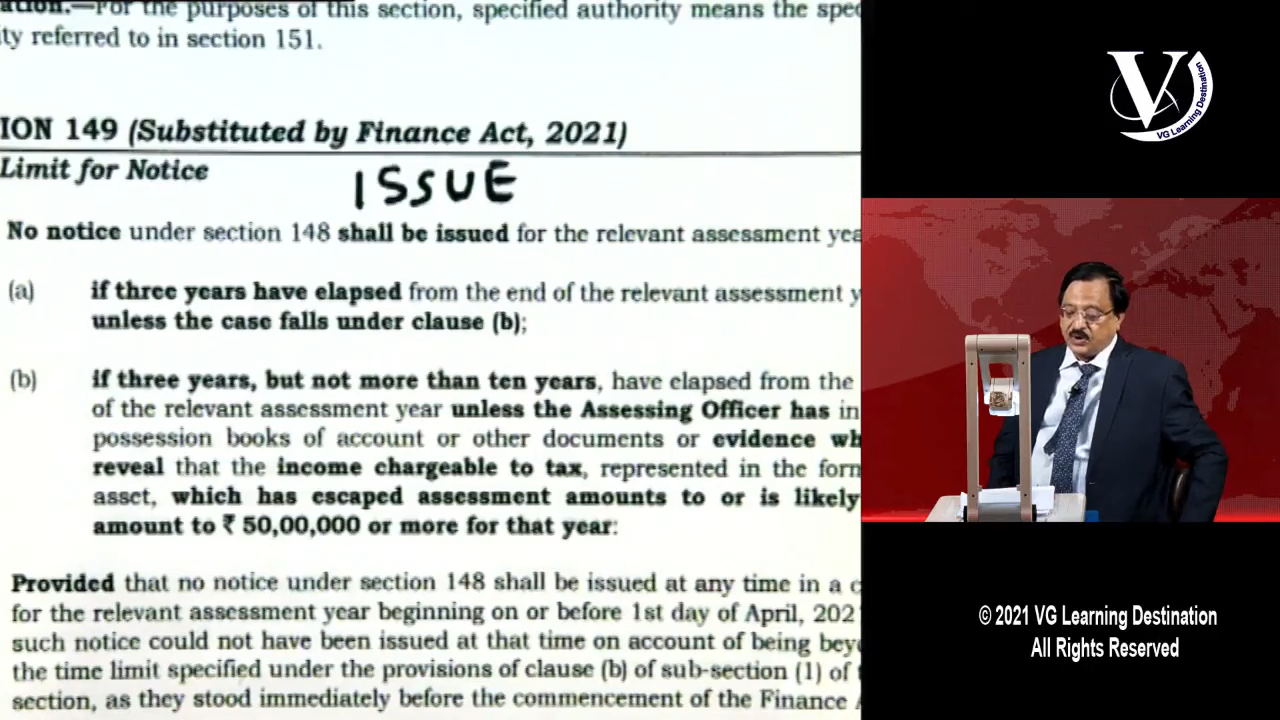 ation.—For the purposes of this section, specified authority means the spec
ity referred to in section 151.
ION 149 (Substituted by Finance Act, 2021)
Limit for Notice
ISSUE
No notice under section 148 shall be issued for the relevant assessment yea
(a) if three years have elapsed from the end of the relevant assessment y
unless the case falls under clause (b);
(b) if three years, but not more than ten years, have elapsed from the
of the relevant assessment year unless the Assessing Officer has in
possession books of account or other documents or evidence wh
reveal that the income chargeable to tax, represented in the form
asset, which has escaped assessment amounts to or is likely
amount to ₹ 50,00,000 or more for that year:
Provided that no notice under section 148 shall be issued at any time in a c
for the relevant assessment year beginning on or before 1st day of April, 202
such notice could not have been issued at that time on account of being bey
the time limit specified under the provisions of clause (b) of sub-section (1) of
section, as they stood immediately before the commencement of the Finance
V
VG Learning Destination
© 2021 VG Learning Destination
All Rights Reserved